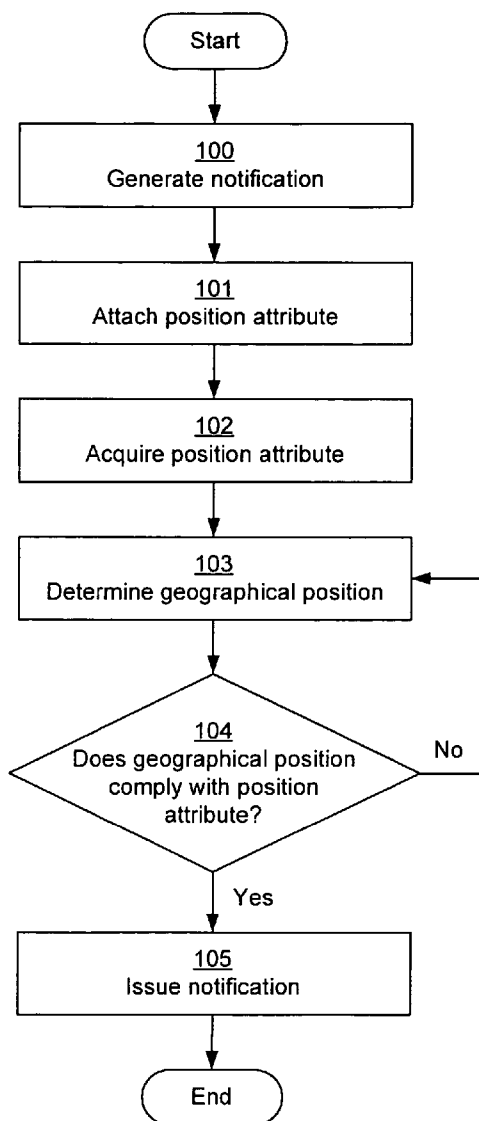 Start
100
Generate notification
101
Attach position attribute
102
Acquire position attribute
103
Determine geographical position
104
Does geographical position
comply with position
attribute?
No
Yes
105
Issue notification
End